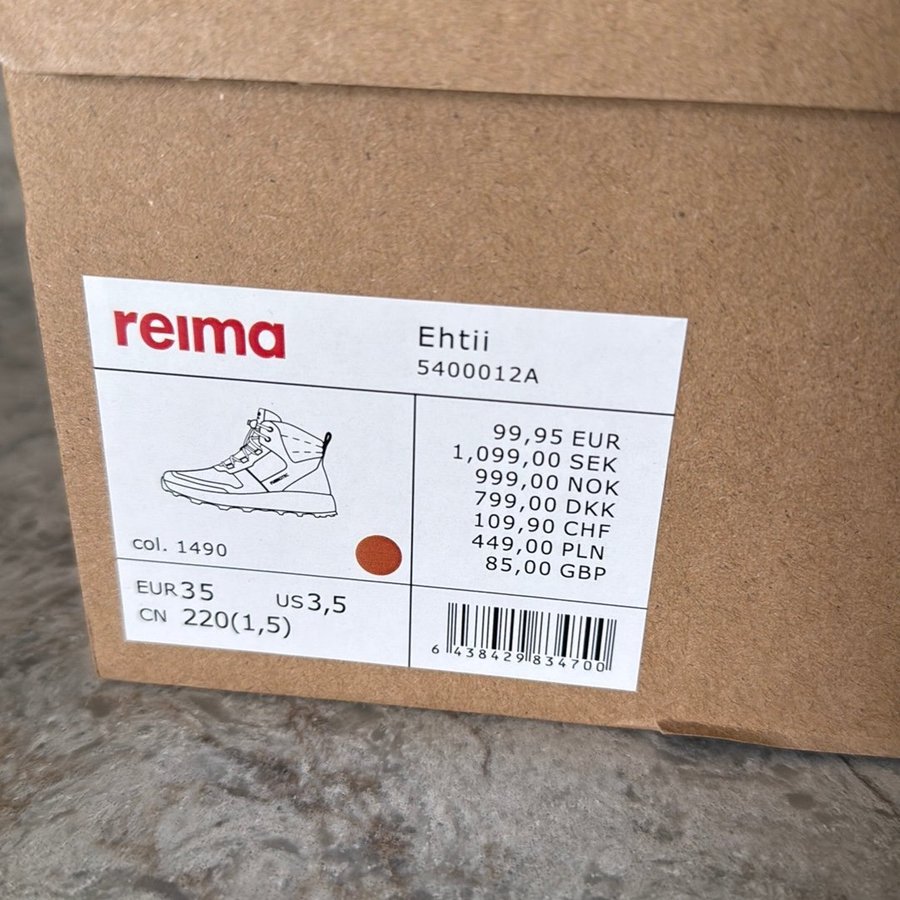 reima
Ehtii
5400012A
99,95 EUR
1,099,00 SEK
999,00 NOK
799,00 DKK
109,90 CHF
449,00 PLN
85,00 GBP
col. 1490
EUR 35 US 3,5
CN 220(1,5)
6 438429 834700